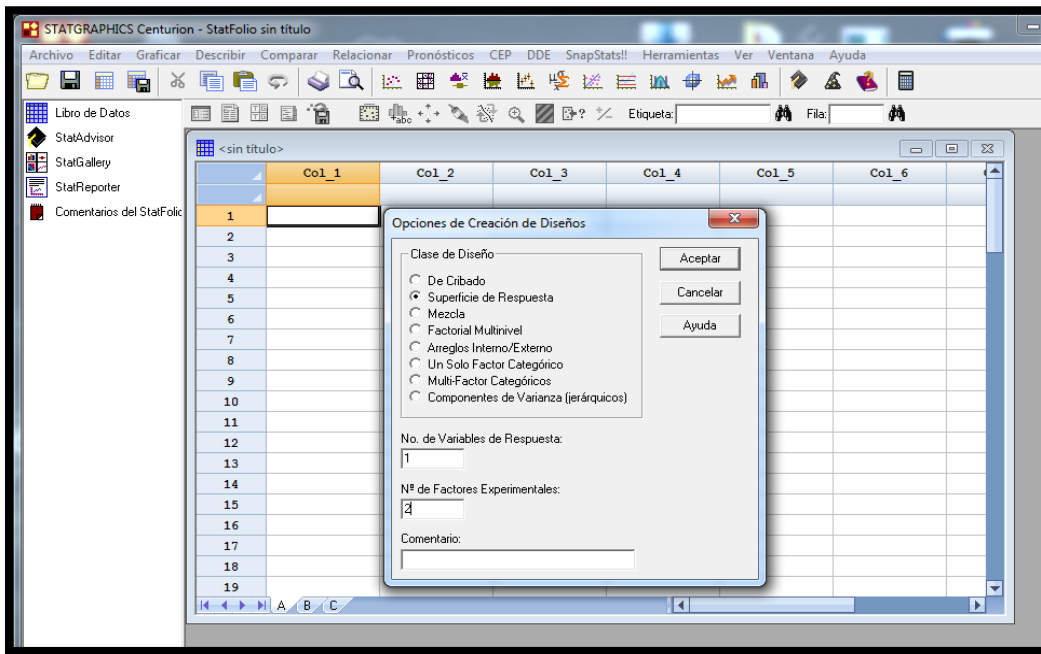 STATGRAPHICS Centurion - StatFolio sin título
Archivo Editar Graficar Describir Comparar Relacionar Pronósticos CEP DDE SnapStats!! Herramientas Ver Ventana Ayuda
Libro de Datos
StatAdvisor
StatGallery
StatReporter
Comentarios del StatFolio
Etiqueta:
Fila:
<sin título>
Col_1 Col_2 Col_3 Col_4 Col_5 Col_6
1
2
3
4
5
6
7
8
9
10
11
12
13
14
15
16
17
18
19
A B C
Opciones de Creación de Diseños
Clase de Diseño
De Cribado
Superficie de Respuesta
Mezcla
Factorial Multinivel
Arreglos Interno/Externo
Un Solo Factor Categórico
Multi-Factor Categóricos
Componentes de Varianza (jerárquicos)
Aceptar
Cancelar
Ayuda
No. de Variables de Respuesta:
1
Nº de Factores Experimentales:
2
Comentario: